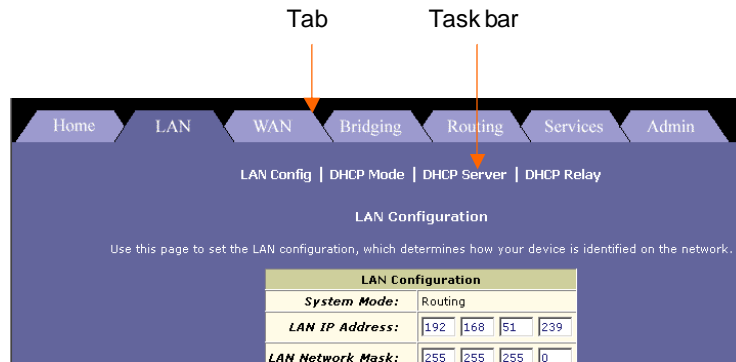 Tab Task bar
Home LAN WAN Bridging Routing Services Admin
LAN Config | DHCP Mode | DHCP Server | DHCP Relay
LAN Configuration
Use this page to set the LAN configuration, which determines how your device is identified on the network.
LAN Configuration
System Mode: Routing
LAN IP Address: 192 168 51 239
LAN Network Mask: 255 255 255 0